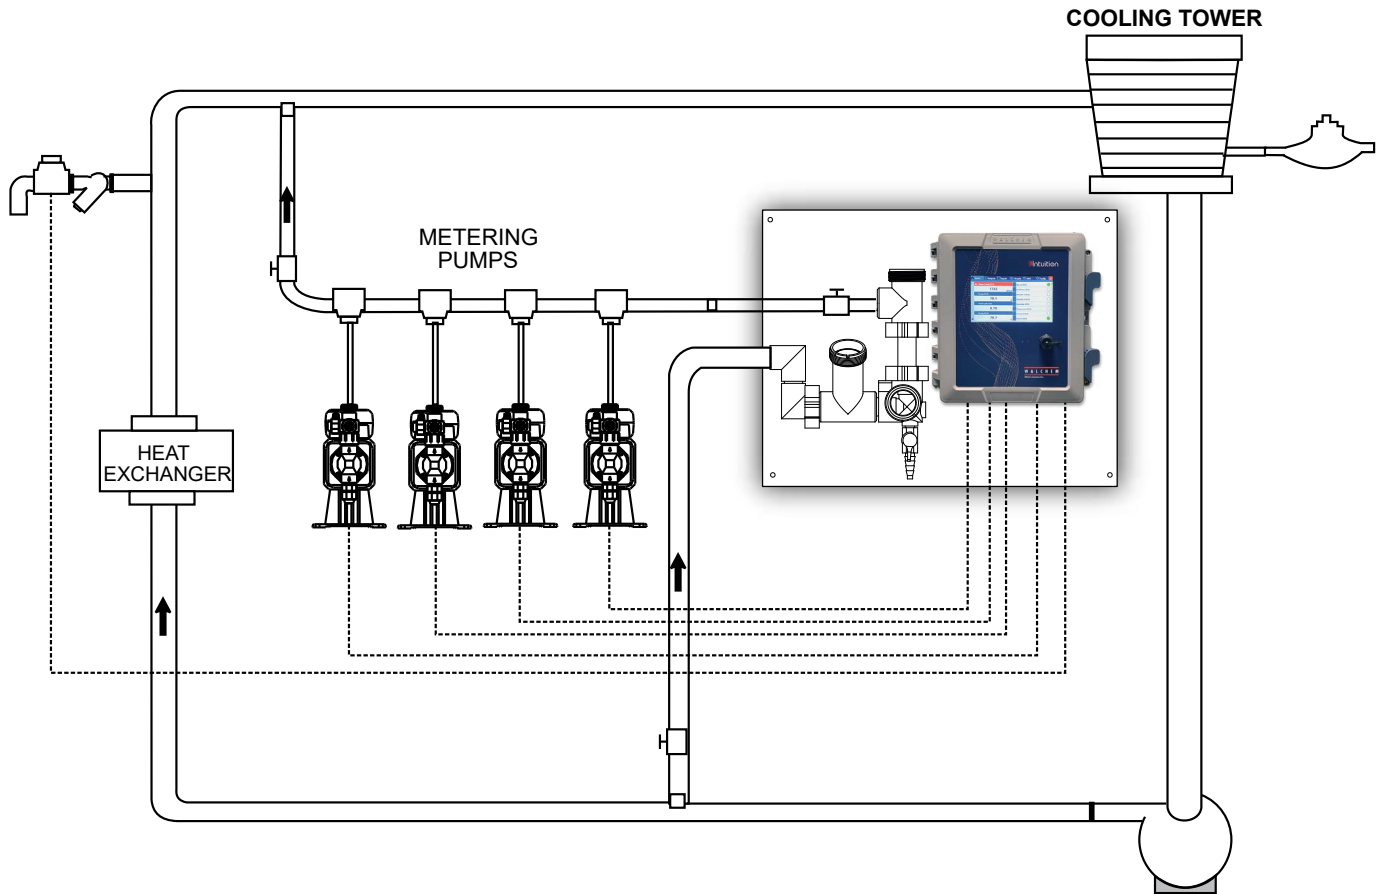 COOLING TOWER
METERING
PUMPS
intuition
WALCHEM
HEAT
EXCHANGER